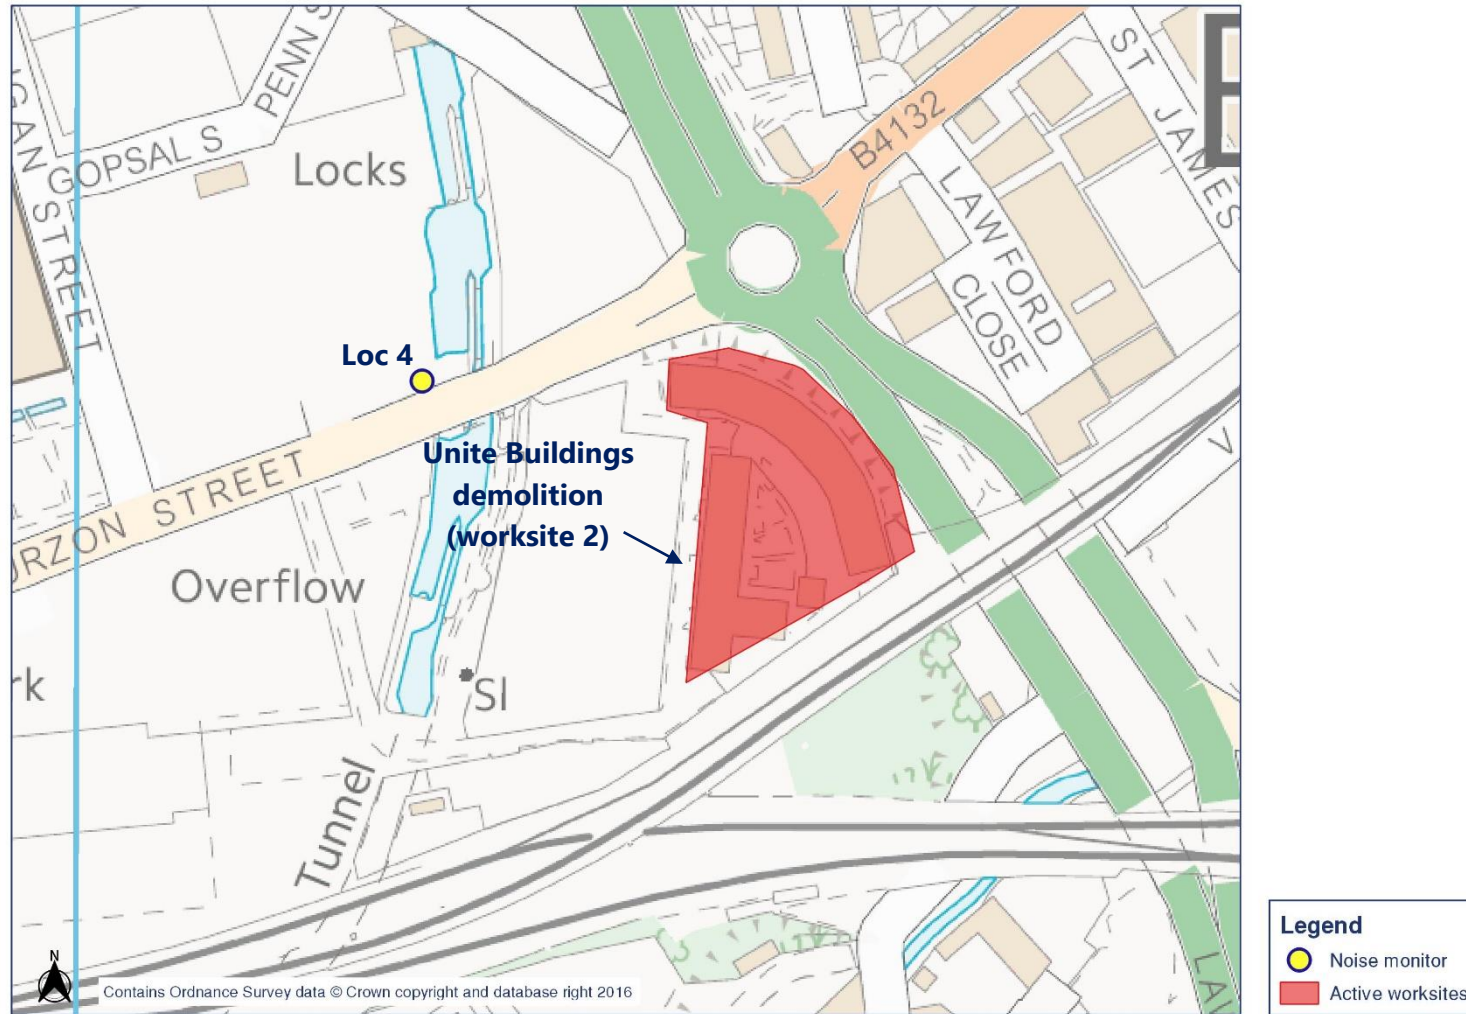 PENN S
GOPSAL S
GAN STREET
Locks
B4132
ST JAMES
LAWFORD
CLOSE
Loc 4
Unite Buildings
demolition
(worksite 2)
URZON STREET
Overflow
rk
Sl
Tunnel
N
Contains Ordnance Survey data © Crown copyright and database right 2016
Legend
Noise monitor
Active worksites